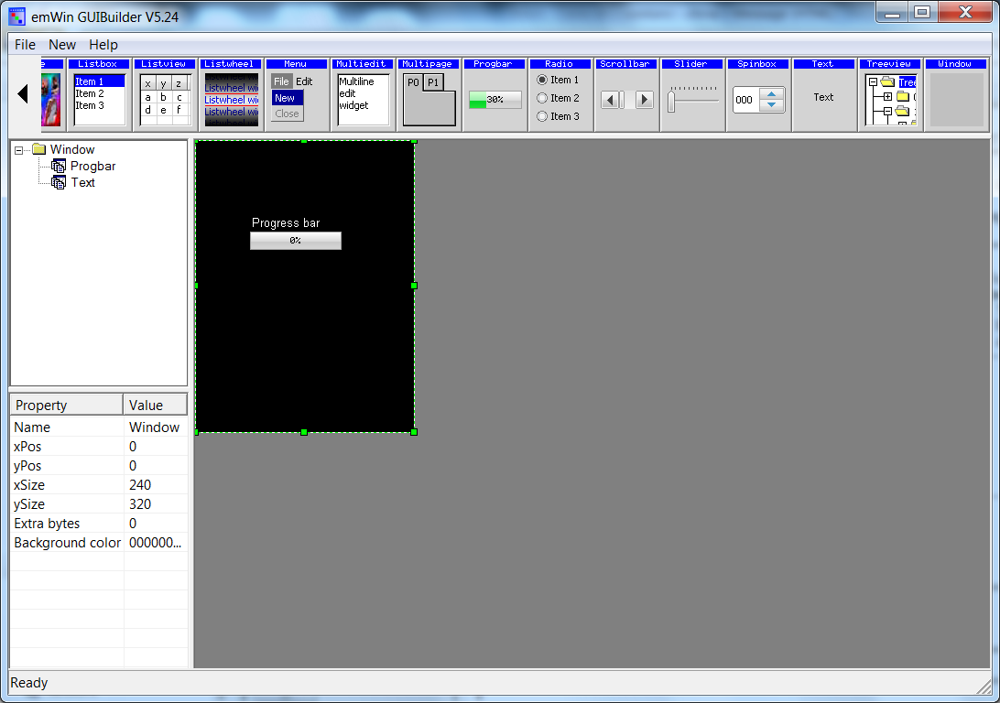 emWin GUIBuilder V5.24
File New Help
e Listbox Listview Listwheel Menu Multiedit Multipage Progbar Radio Scrollbar Slider Spinbox Text Treeview Window
Item 1
Item 2
Item 3
x y z
a b c
d e f
Listwheel wi
Listwheel wi
Listwheel wi
File Edit
New
Close
Multiline
edit
widget
P0 P1
30%
Item 1
Item 2
Item 3
000
Text
Tree
Window
Progbar
Text
Progress bar
0%
Property Value
Name Window
xPos 0
yPos 0
xSize 240
ySize 320
Extra bytes 0
Background color 000000...
Ready